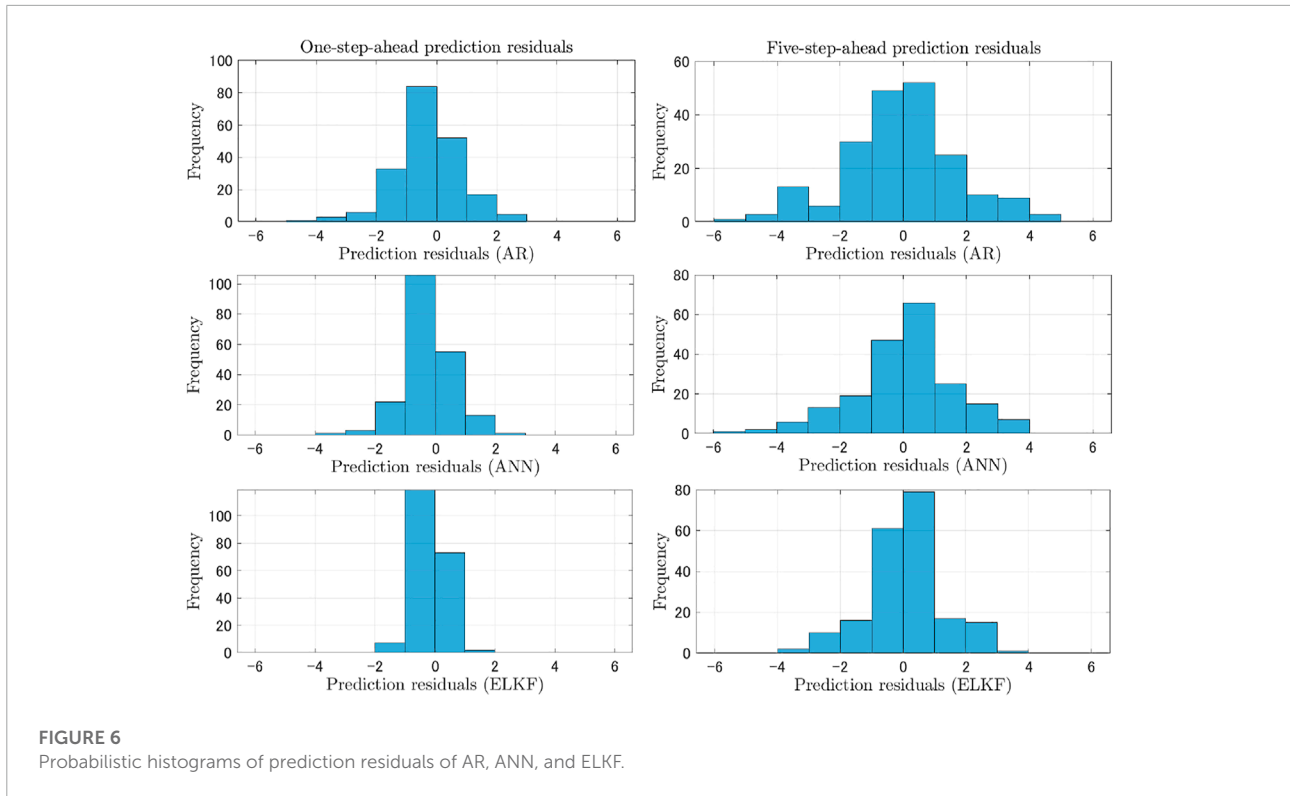 One-step-ahead prediction residuals
100
80
60
40
20
0
Frequency
−6 −4 −2 0 2 4 6
Prediction residuals (AR)
Five-step-ahead prediction residuals
60
40
20
0
Frequency
−6 −4 −2 0 2 4 6
Prediction residuals (AR)
100
80
60
40
20
0
Frequency
−6 −4 −2 0 2 4 6
Prediction residuals (ANN)
80
60
40
20
0
Frequency
−6 −4 −2 0 2 4 6
Prediction residuals (ANN)
100
80
60
40
20
0
Frequency
−6 −4 −2 0 2 4 6
Prediction residuals (ELKF)
80
60
40
20
0
Frequency
−6 −4 −2 0 2 4 6
Prediction residuals (ELKF)
FIGURE 6
Probabilistic histograms of prediction residuals of AR, ANN, and ELKF.